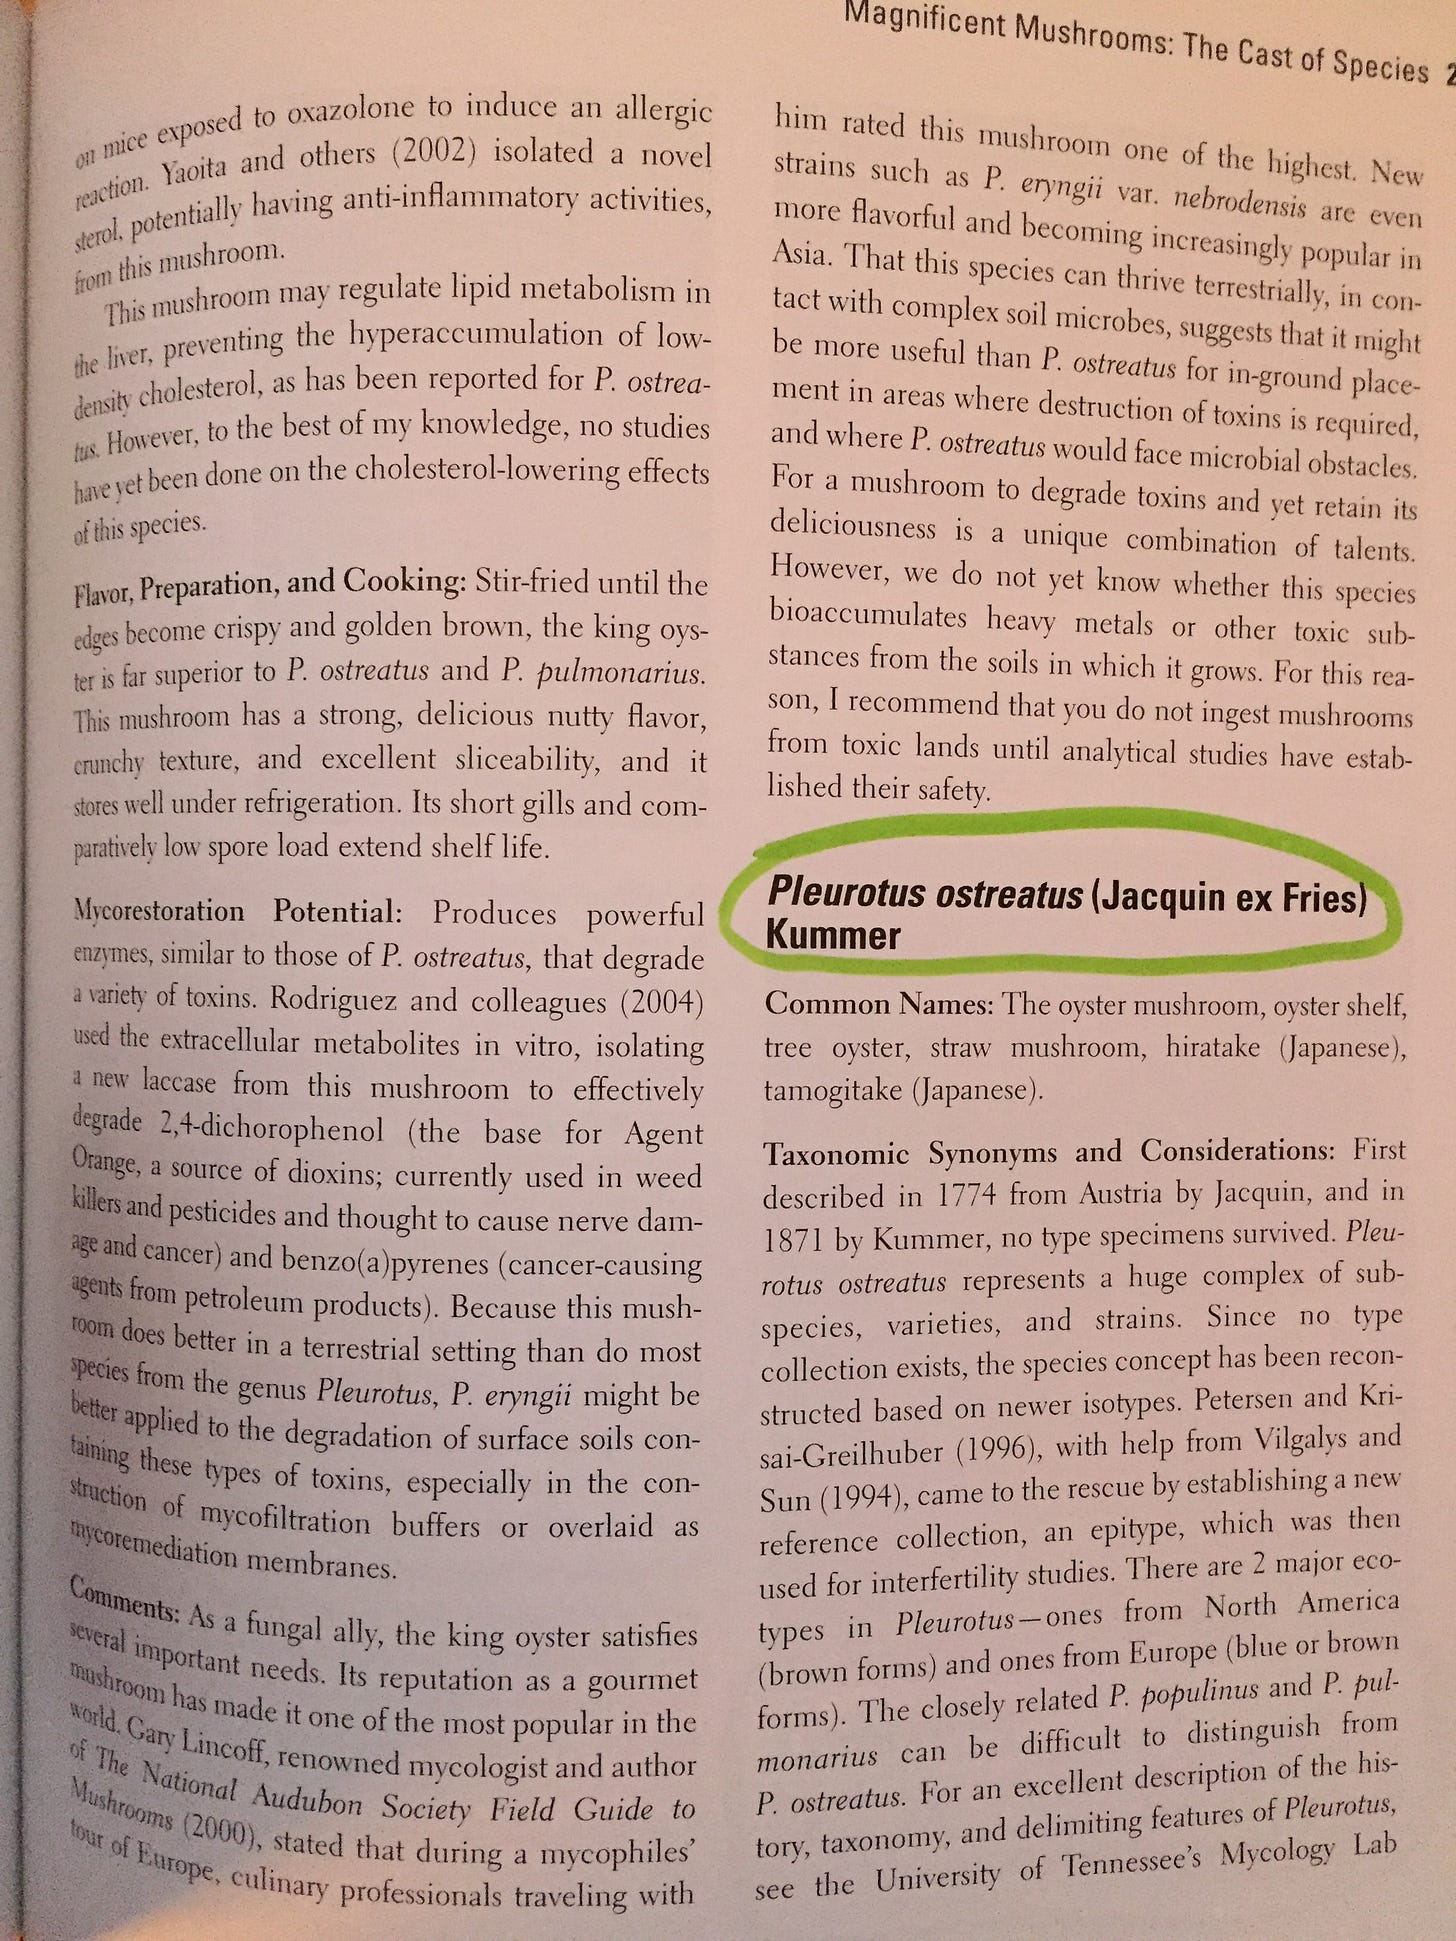 Magnificent Mushrooms: The Cast of Species 2
on mice exposed to oxazolone to induce an allergic
reaction. Yaoita and others (2002) isolated a novel
sterol, potentially having anti-inflammatory activities,
from this mushroom.
This mushroom may regulate lipid metabolism in
the liver, preventing the hyperaccumulation of low-
density cholesterol, as has been reported for P. ostrea-
tus. However, to the best of my knowledge, no studies
have yet been done on the cholesterol-lowering effects
of this species.
Flavor, Preparation, and Cooking: Stir-fried until the
edges become crispy and golden brown, the king oys-
ter is far superior to P. ostreatus and P. pulmonarius.
This mushroom has a strong, delicious nutty flavor,
crunchy texture, and excellent sliceability, and it
stores well under refrigeration. Its short gills and com-
paratively low spore load extend shelf life.
Mycorestoration Potential: Produces powerful
enzymes, similar to those of P. ostreatus, that degrade
a variety of toxins. Rodriguez and colleagues (2004)
used the extracellular metabolites in vitro, isolating
a new laccase from this mushroom to effectively
degrade 2,4-dichorophenol (the base for Agent
Orange, a source of dioxins; currently used in weed
killers and pesticides and thought to cause nerve dam-
age and cancer) and benzo(a)pyrenes (cancer-causing
agents from petroleum products). Because this mush-
room does better in a terrestrial setting than do most
species from the genus Pleurotus, P. eryngii might be
better applied to the degradation of surface soils con-
taining these types of toxins, especially in the con-
struction of mycofiltration buffers or overlaid as
mycoremediation membranes.
Comments: As a fungal ally, the king oyster satisfies
several important needs. Its reputation as a gourmet
mushroom has made it one of the most popular in the
world. Gary Lincoff, renowned mycologist and author
of The National Audubon Society Field Guide to
Mushrooms (2000), stated that during a mycophiles'
tour of Europe, culinary professionals traveling with
him rated this mushroom one of the highest. New
strains such as P. eryngii var. nebrodensis are even
more flavorful and becoming increasingly popular in
Asia. That this species can thrive terrestrially, in con-
tact with complex soil microbes, suggests that it might
be more useful than P. ostreatus for in-ground place-
ment in areas where destruction of toxins is required,
and where P. ostreatus would face microbial obstacles.
For a mushroom to degrade toxins and yet retain its
deliciousness is a unique combination of talents.
However, we do not yet know whether this species
bioaccumulates heavy metals or other toxic sub-
stances from the soils in which it grows. For this rea-
son, I recommend that you do not ingest mushrooms
from toxic lands until analytical studies have estab-
lished their safety.
Pleurotus ostreatus (Jacquin ex Fries)
Kummer
Common Names: The oyster mushroom, oyster shelf,
tree oyster, straw mushroom, hiratake (Japanese),
tamogitake (Japanese).
Taxonomic Synonyms and Considerations: First
described in 1774 from Austria by Jacquin, and in
1871 by Kummer, no type specimens survived. Pleu-
rotus ostreatus represents a huge complex of sub-
species, varieties, and strains. Since no type
collection exists, the species concept has been recon-
structed based on newer isotypes. Petersen and Kri-
sai-Greilhuber (1996), with help from Vilgalys and
Sun (1994), came to the rescue by establishing a new
reference collection, an epitype, which was then
used for interfertility studies. There are 2 major eco-
types in Pleurotus—ones from North America
(brown forms) and ones from Europe (blue or brown
forms). The closely related P. populinus and P. pul-
monarius can be difficult to distinguish from
P. ostreatus. For an excellent description of the his-
tory, taxonomy, and delimiting features of Pleurotus,
see the University of Tennessee's Mycology Lab